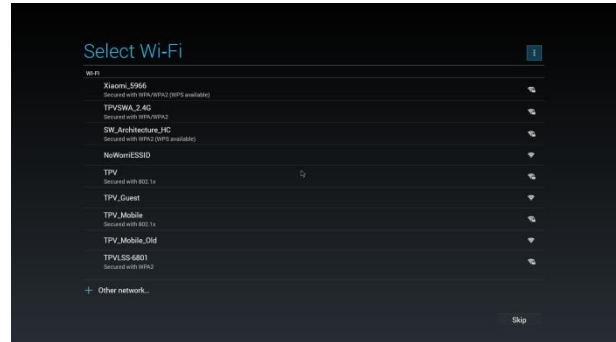 Select Wi-Fi
Wi-Fi
Xiaomi_5966
Secured with WPA/WPA2 (WPS available)
TPVSWA_2.4G
Secured with WPA/WPA2
SW_Architecture_HC
Secured with WPA2 (WPS available)
NoWorriESSID
TPV
Secured with 802.1x
TPV_Guest
TPV_Mobile
Secured with 802.1x
TPV_Mobile_Old
TPVLSS-6801
Secured with WPA2
+ Other network...
Skip